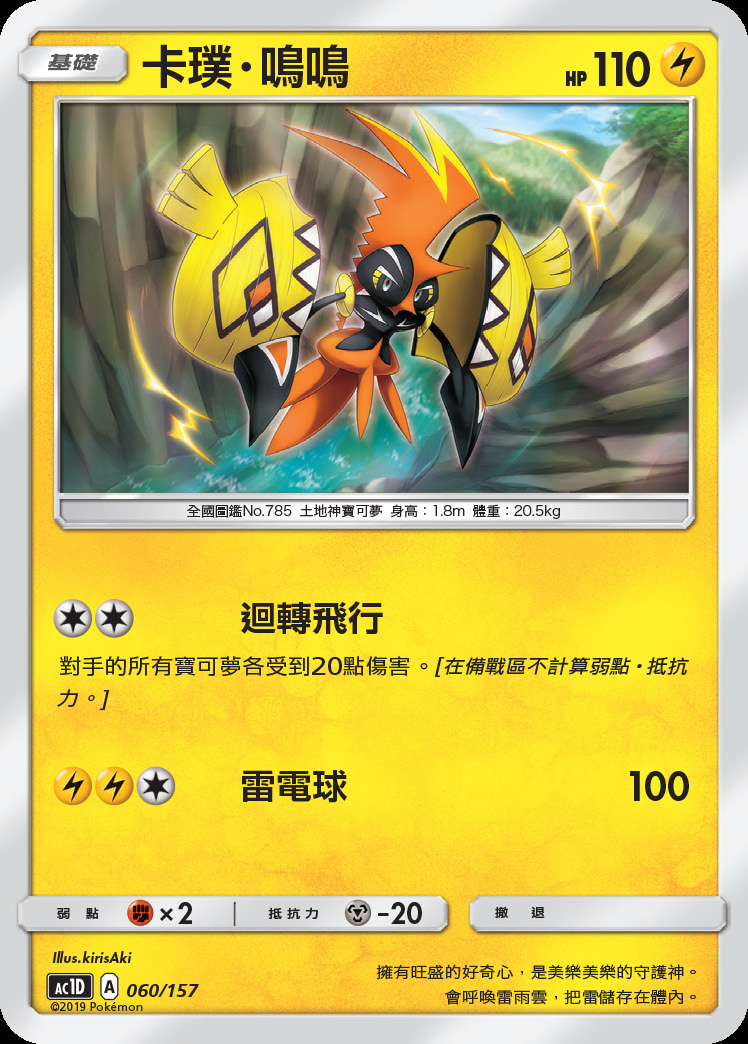 基礎 卡璞・鳴鳴 HP 110
全國圖鑑No.785 土地神寶可夢 身高：1.8m 體重：20.5kg
迴轉飛行
對手的所有寶可夢各受到20點傷害。[在備戰區不計算弱點・抵抗
力。]
雷電球 100
弱點 ×2 抵抗力 -20 撤退
Illus.kirisAki
AC1D A 060/157
©2019 Pokémon
擁有旺盛的好奇心，是美樂美樂的守護神。
會呼喚雷雨雲，把雷儲存在體內。